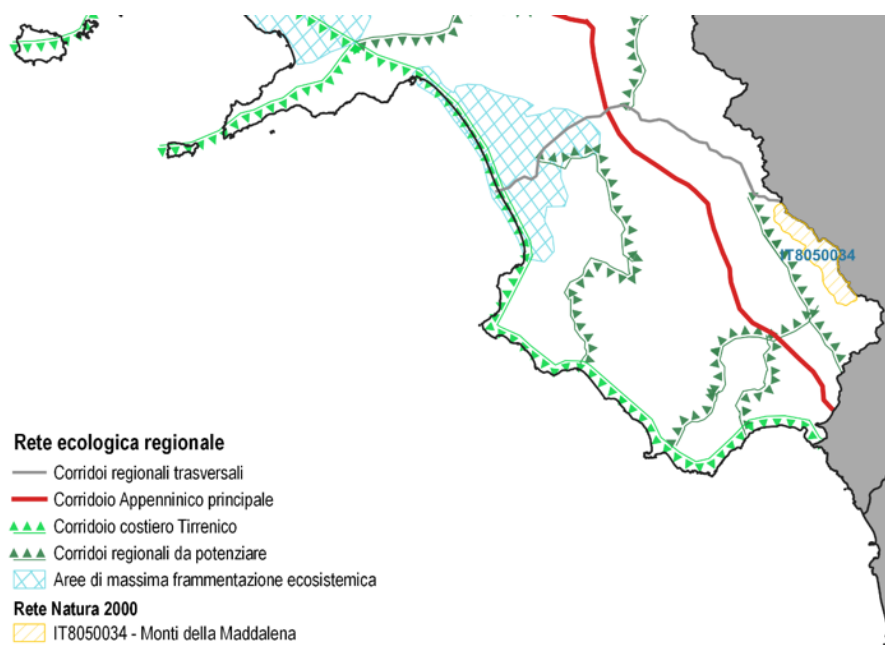 IT8050034
Rete ecologica regionale
Corridoi regionali trasversali
Corridoio Appenninico principale
Corridoio costiero Tirrenico
Corridoi regionali da potenziare
Aree di massima frammentazione ecosistemica
Rete Natura 2000
IT8050034 - Monti della Maddalena